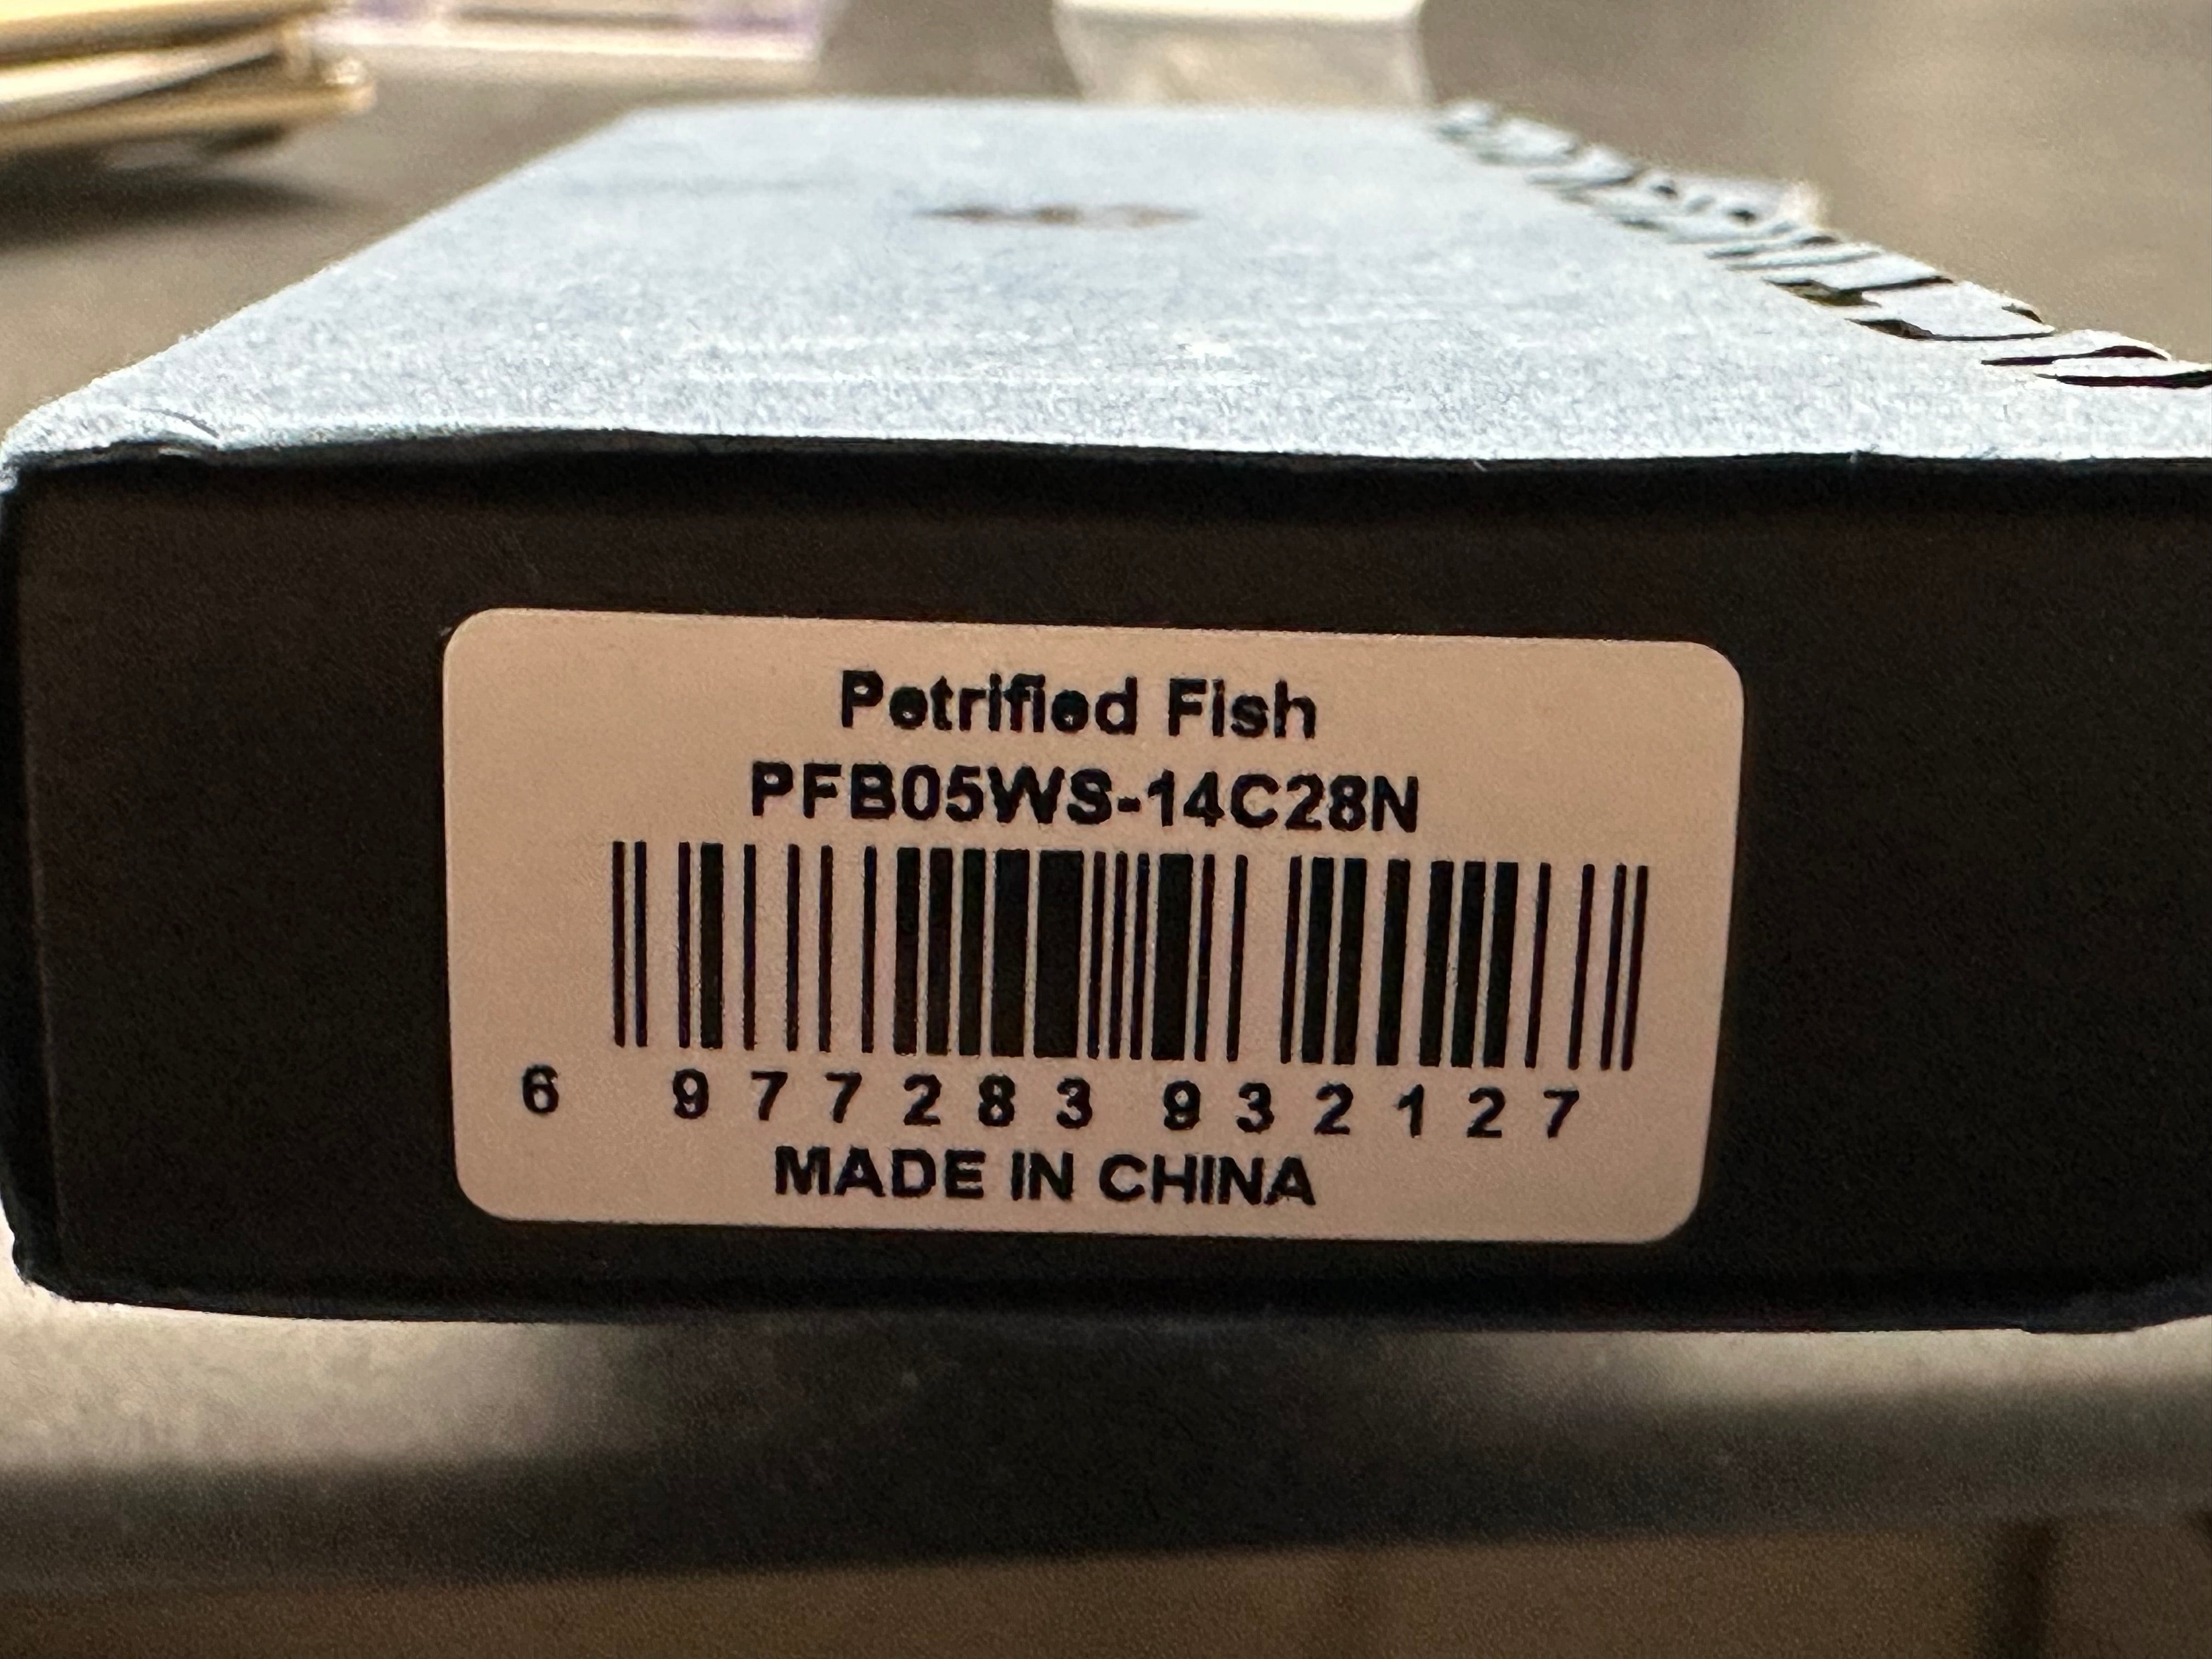 Petrified Fish
PFB05WS-14C28N
6 977283 932127
MADE IN CHINA